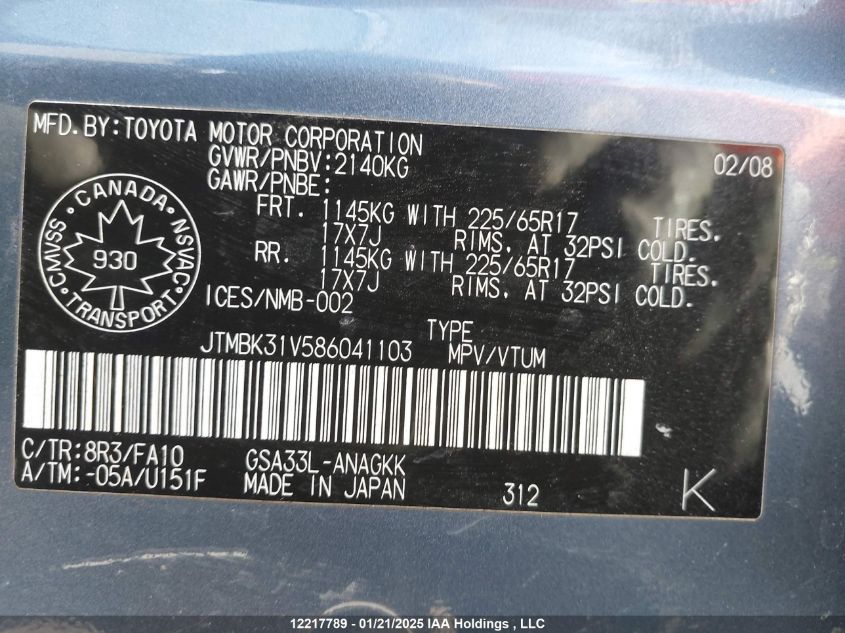 MFD.BY:TOYOTA MOTOR CORPORATION 02/08
GVWR/PNBV:2140KG
GAWR/PNBE:
FRT. 1145KG WITH 225/65R17 TIRES.
17X7J RIMS. AT 32PSI COLD.
RR. 1145KG WITH 225/65R17 TIRES.
17X7J RIMS. AT 32PSI COLD.
CANADA
CMVSS NSVAC
930
TRANSPORT
ICES/NMB-002
TYPE
JTMBK31V586041103 MPV/VTUM
C/TR:8R3/FA10 GSA33L-ANAGKK
A/TM:-05A/U151F MADE IN JAPAN 312 K
12217789 - 01/21/2025 IAA Holdings , LLC